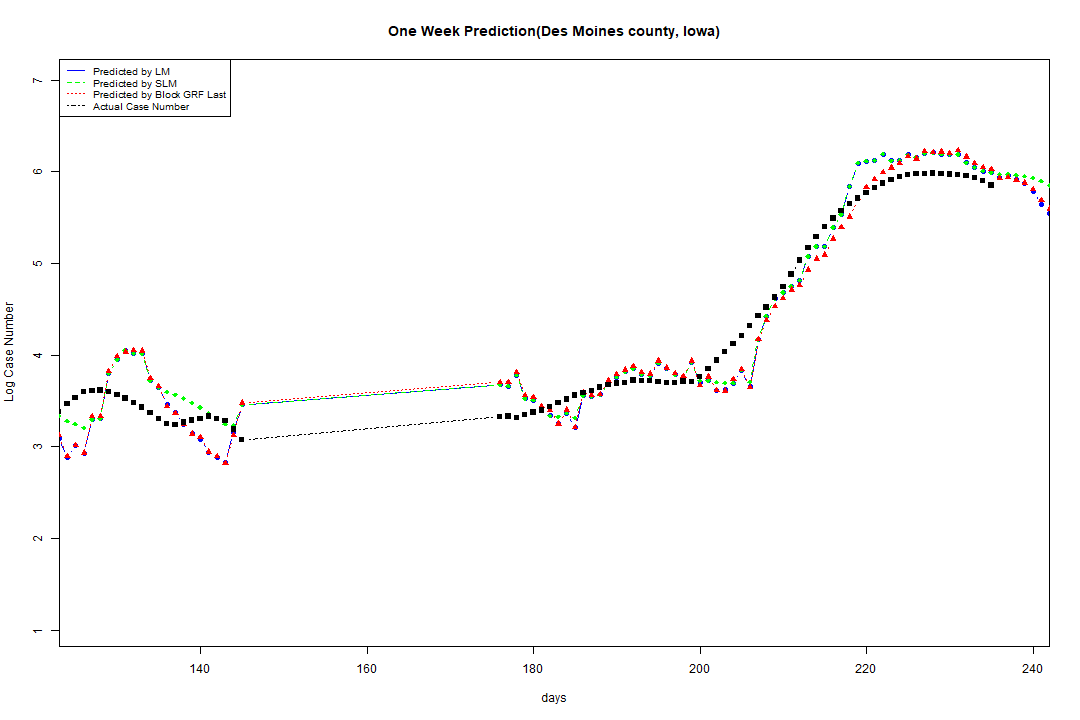 One Week Prediction(Des Moines county, Iowa)
Predicted by LM
Predicted by SLM
Predicted by Block GRF Last
Actual Case Number
7
6
5
4
3
2
1
Log Case Number
140 160 180 200 220 240
days